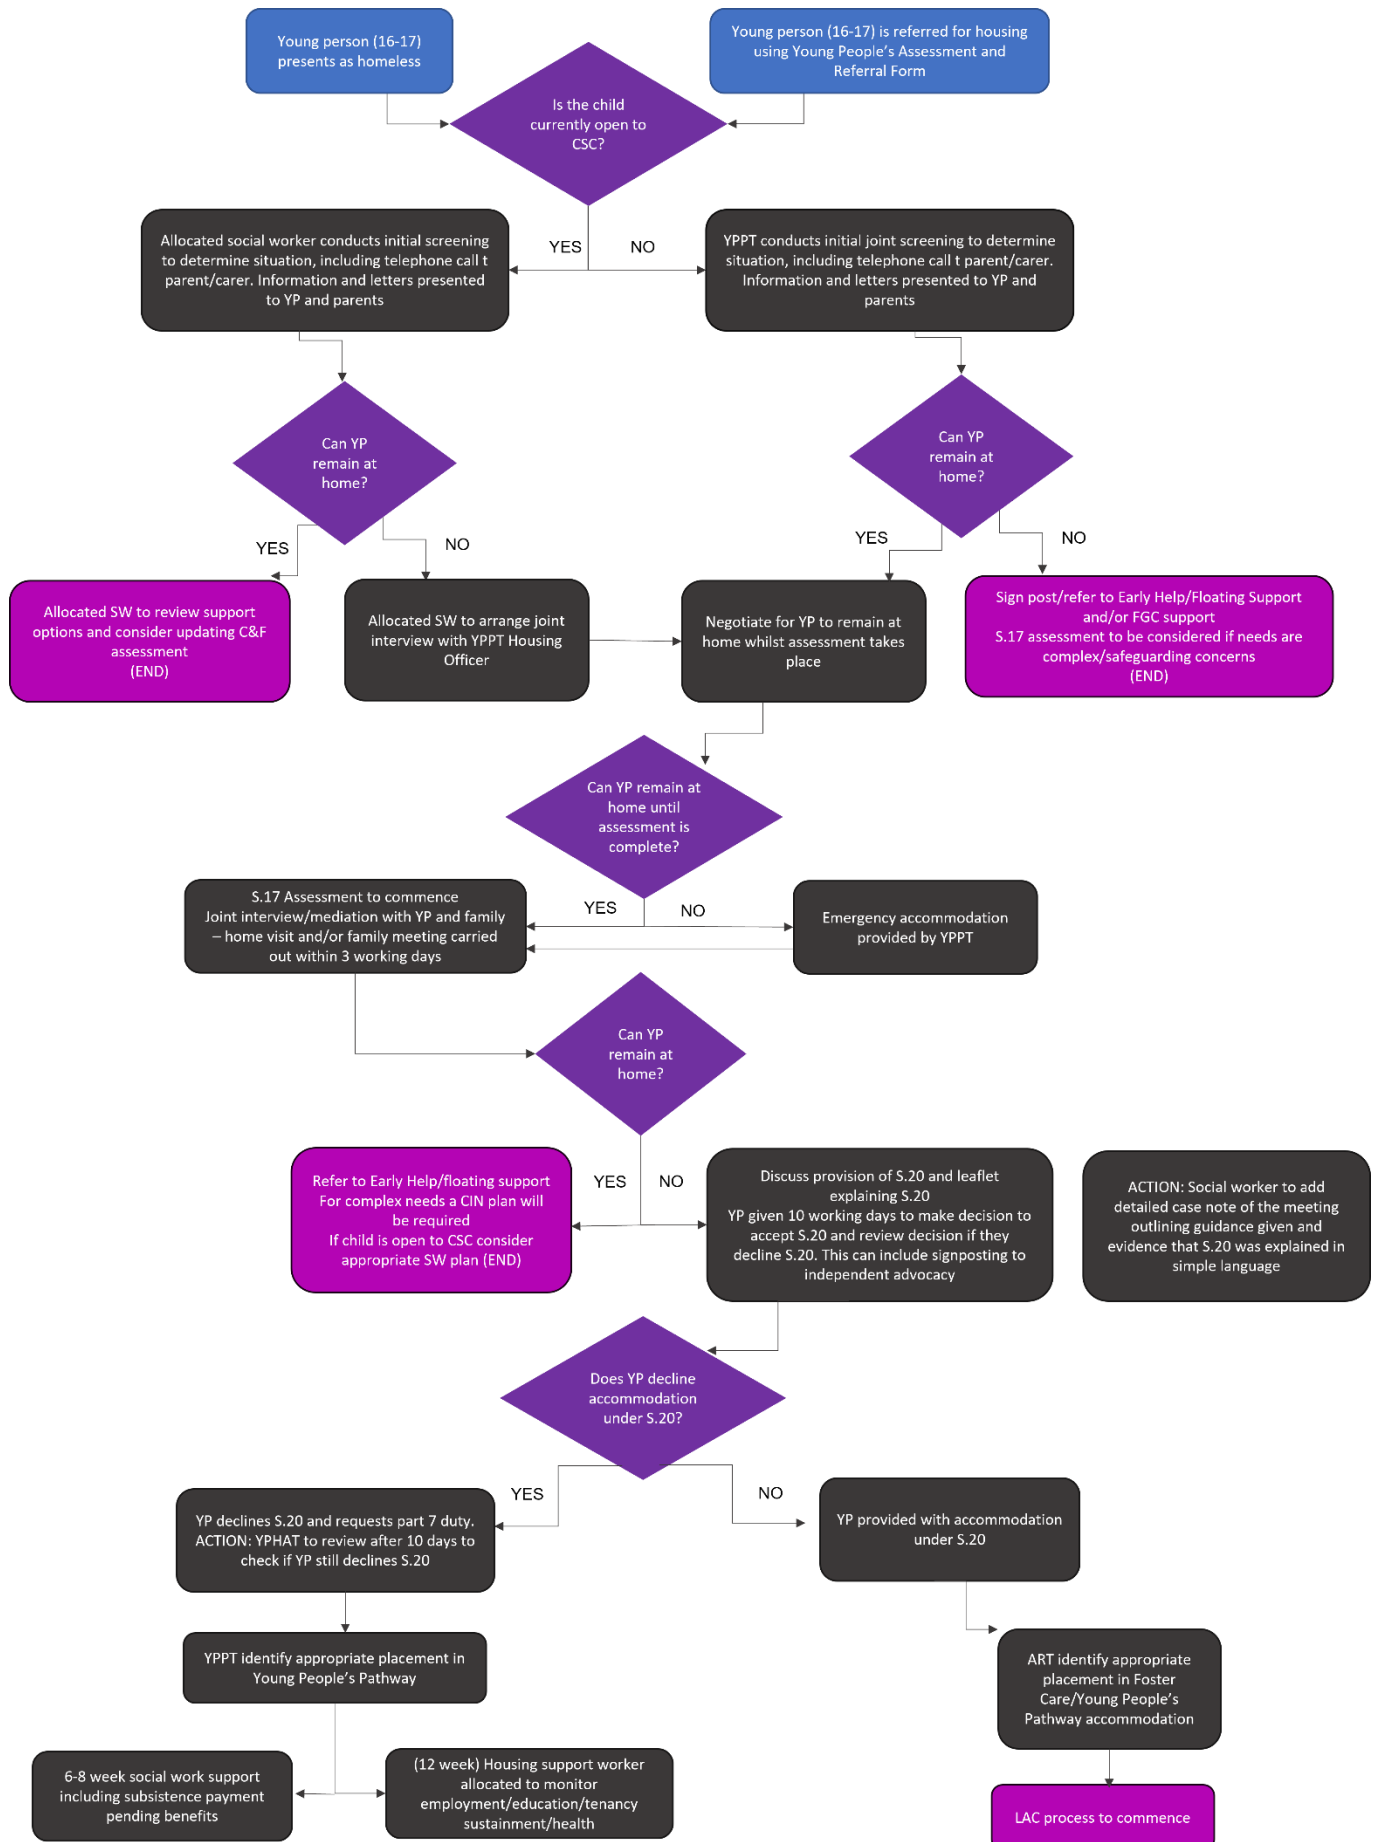 Young person (16-17)
presents as homeless
Young person (16-17) is referred for housing
using Young People's Assessment and
Referral Form
Is the child
currently open to
CSC?
YES
NO
Allocated social worker conducts initial screening
to determine situation, including telephone call t
parent/carer. Information and letters presented
to YP and parents
YPPT conducts initial joint screening to determine
situation, including telephone call t parent/carer.
Information and letters presented to YP and
parents
Can YP
remain at
home?
Can YP
remain at
home?
YES
NO
YES
NO
Allocated SW to review support
options and consider updating C&F
assessment
(END)
Allocated SW to arrange joint
interview with YPPT Housing
Officer
Negotiate for YP to remain at
home whilst assessment takes
place
Sign post/refer to Early Help/Floating Support
and/or FGC support
S.17 assessment to be considered if needs are
complex/safeguarding concerns
(END)
Can YP remain at
home until
assessment is
complete?
YES
NO
S.17 Assessment to commence
Joint interview/mediation with YP and family
– home visit and/or family meeting carried
out within 3 working days
Emergency accommodation
provided by YPPT
Can YP
remain at
home?
YES
NO
Refer to Early Help/floating support
For complex needs a CIN plan will
be required
If child is open to CSC consider
appropriate SW plan (END)
Discuss provision of S.20 and leaflet
explaining S.20
YP given 10 working days to make decision to
accept S.20 and review decision if they
decline S.20. This can include signposting to
independent advocacy
ACTION: Social worker to add
detailed case note of the meeting
outlining guidance given and
evidence that S.20 was explained in
simple language
Does YP decline
accommodation
under S.20?
YES
NO
YP declines S.20 and requests part 7 duty.
ACTION: YPHAT to review after 10 days to
check if YP still declines S.20
YP provided with accommodation
under S.20
YPPT identify appropriate placement in
Young People's Pathway
ART identify appropriate
placement in Foster
Care/Young People's
Pathway accommodation
6-8 week social work support
including subsistence payment
pending benefits
(12 week) Housing support worker
allocated to monitor
employment/education/tenancy
sustainment/health
LAC process to commence